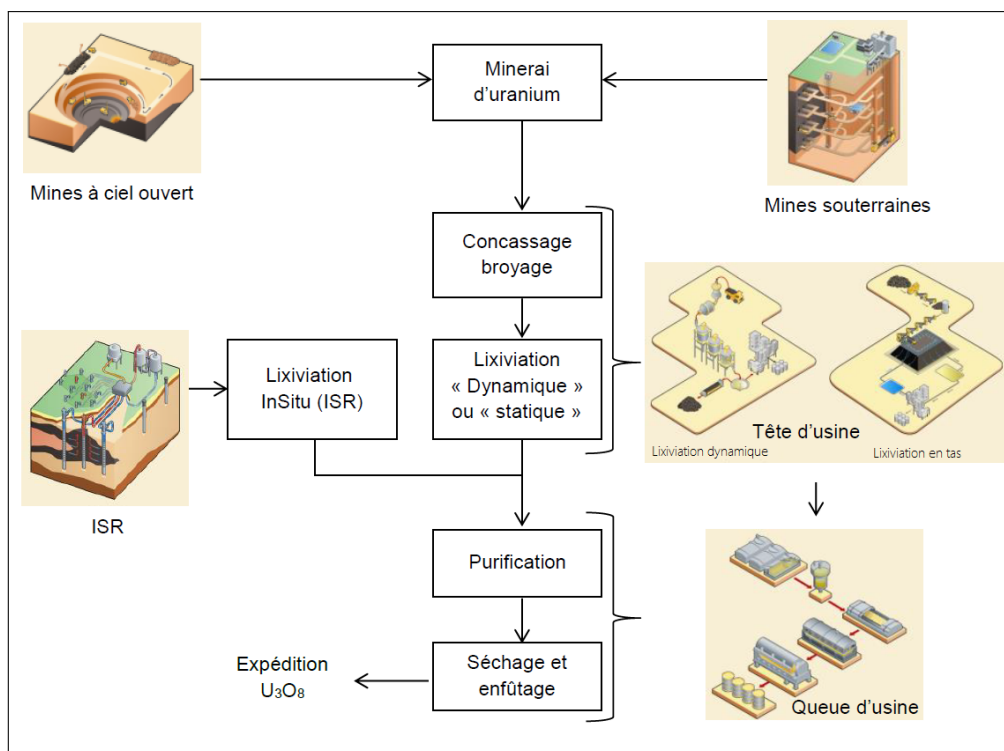 Minerai
d'uranium
Mines à ciel ouvert
Mines souterraines
Concassage
broyage
Lixiviation
InSitu (ISR)
Lixiviation
« Dynamique »
ou « statique »
Tête d'usine
Lixiviation dynamique
Lixiviation en tas
ISR
Purification
Expédition
U₃O₈
Séchage et
enfûtage
Queue d'usine